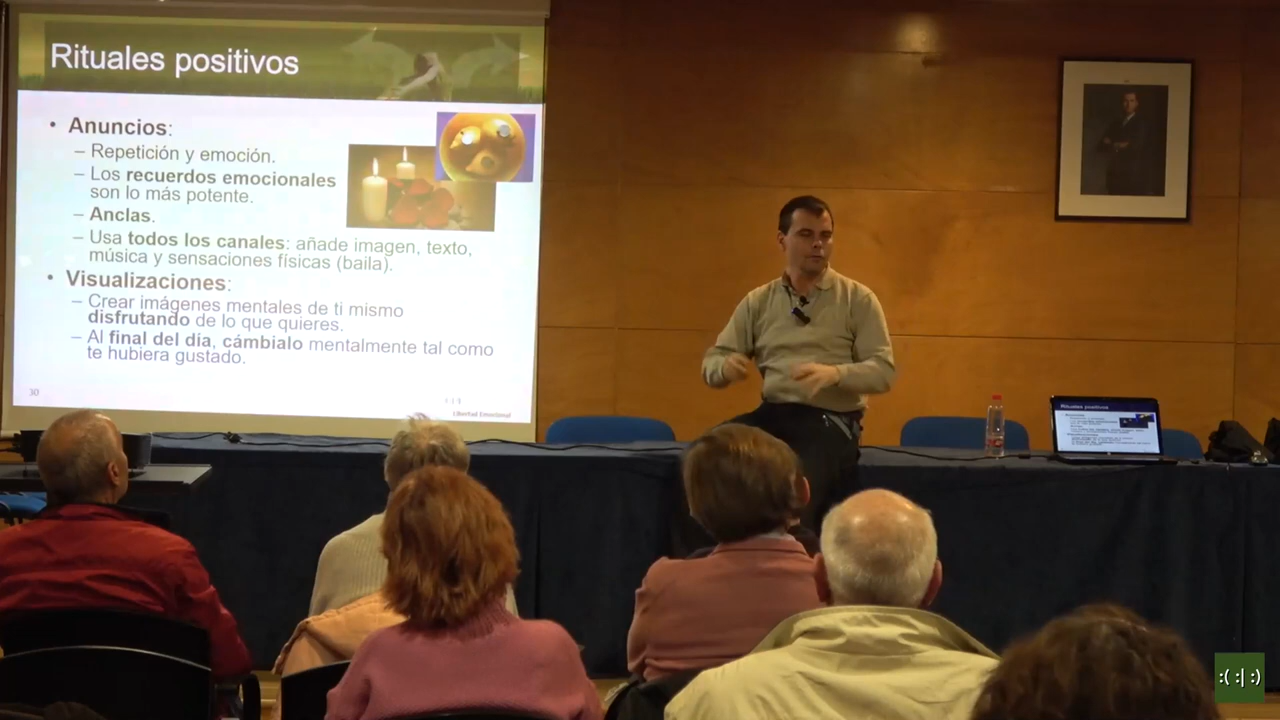 Rituales positivos
• Anuncios:
– Repetición y emoción.
– Los recuerdos emocionales
son lo más potente.
– Anclas.
– Usa todos los canales: añade imagen, texto,
música y sensaciones físicas (baila).
• Visualizaciones:
– Crear imágenes mentales de ti mismo
disfrutando de lo que quieres.
– Al final del día, cámbialo mentalmente tal como
te hubiera gustado.
30
Libertad Emocional
Rituales positivos
:( :| :)